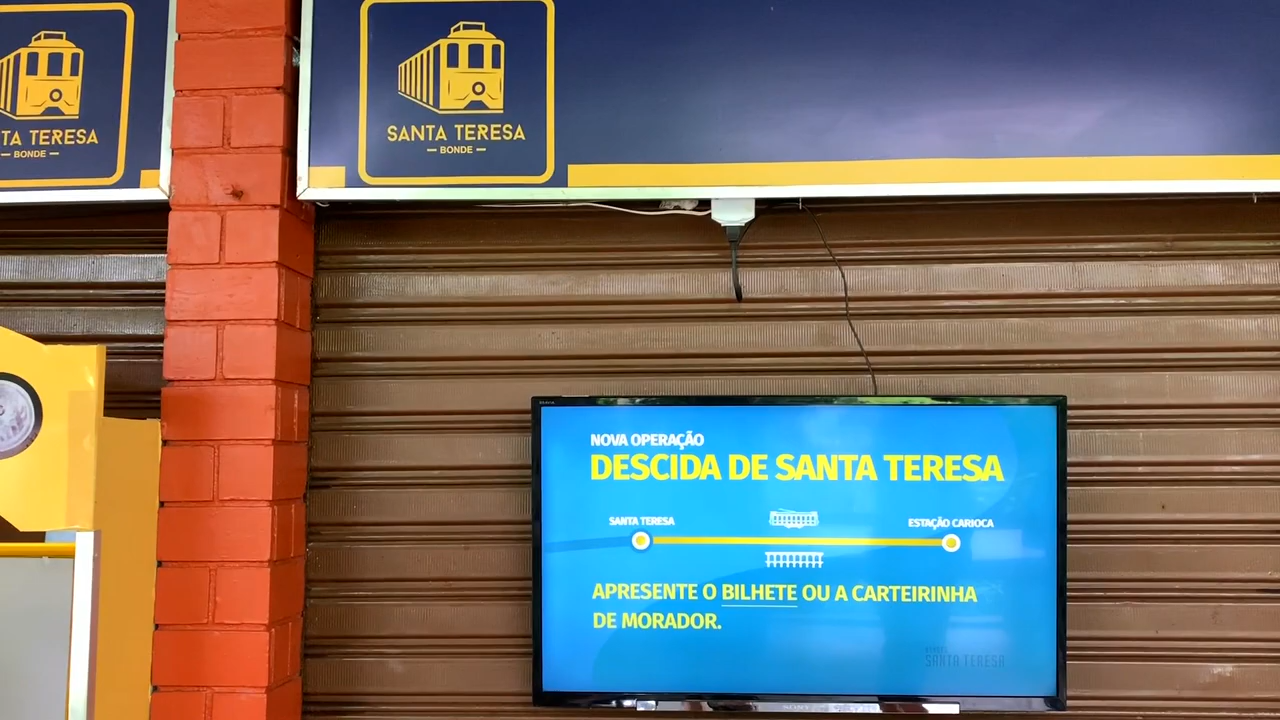 TA TERESA
BONDE
SANTA TERESA
BONDE
NOVA OPERAÇÃO
DESCIDA DE SANTA TERESA
SANTA TERESA
ESTAÇÃO CARIOCA
APRESENTE O BILHETE OU A CARTEIRINHA
DE MORADOR.
SANTA TERESA
SONY